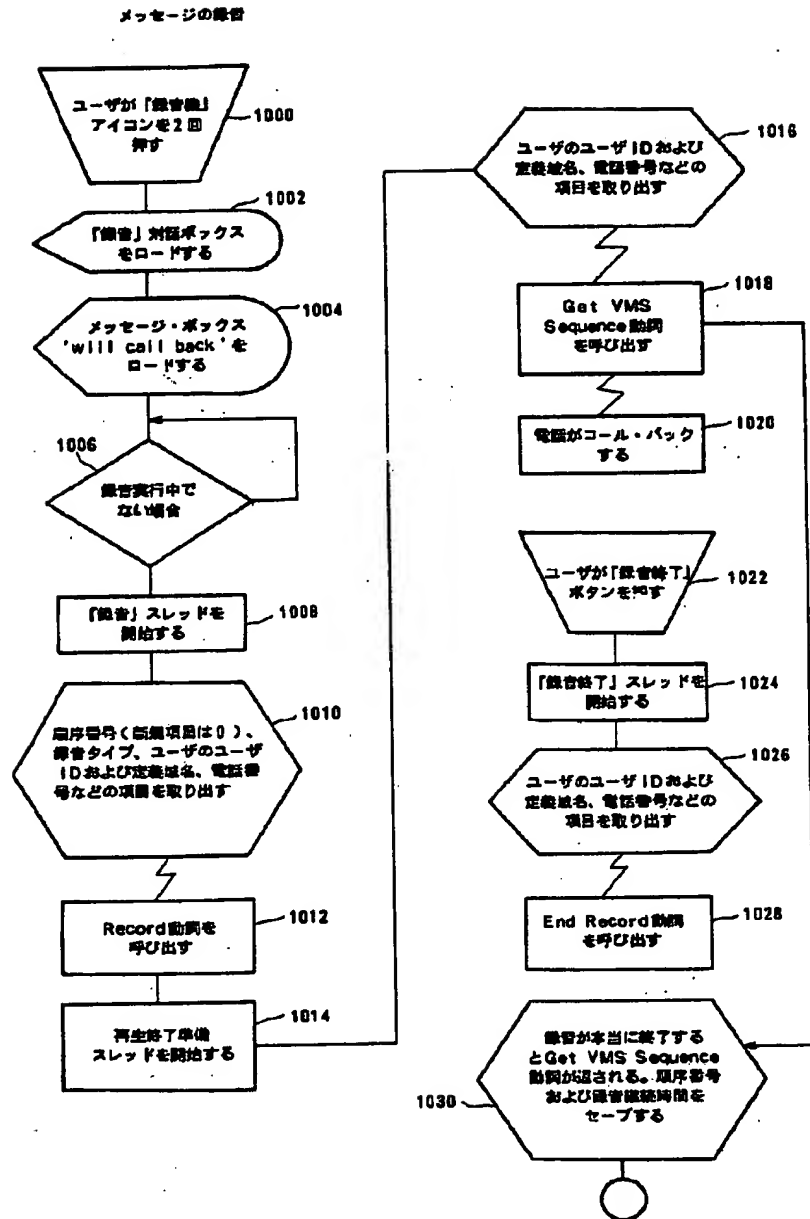 メッセージの録音
ユーザが「録音機」
アイコンを2回
押す
1000
1002
「録音」対話ボックス
をロードする
1004
メッセージ・ボックス
'will call back'を
ロードする
1006
録音実行中で
ない場合
「録音」スレッドを
開始する
1008
1010
順序番号(新規項目は0)、
録音タイプ、ユーザのユーザ
IDおよび定義域名、電話番
号などの項目を取り出す
Record動詞を
呼び出す
1012
再生終了準備
スレッドを開始する
1014
1016
ユーザのユーザIDおよび
定義域名、電話番号などの
項目を取り出す
1018
Get VMS
Sequence動詞
を呼び出す
電話がコール・バック
する
1020
ユーザが「録音終了」
ボタンを押す
1022
「録音終了」スレッドを
開始する
1024
1026
ユーザのユーザIDおよび
定義域名、電話番号などの
項目を取り出す
End Record動詞
を呼び出す
1028
録音が本当に終了する
とGet VMS Sequence
動詞が返される。順序番号
および録音継続時間を
セーブする
1030